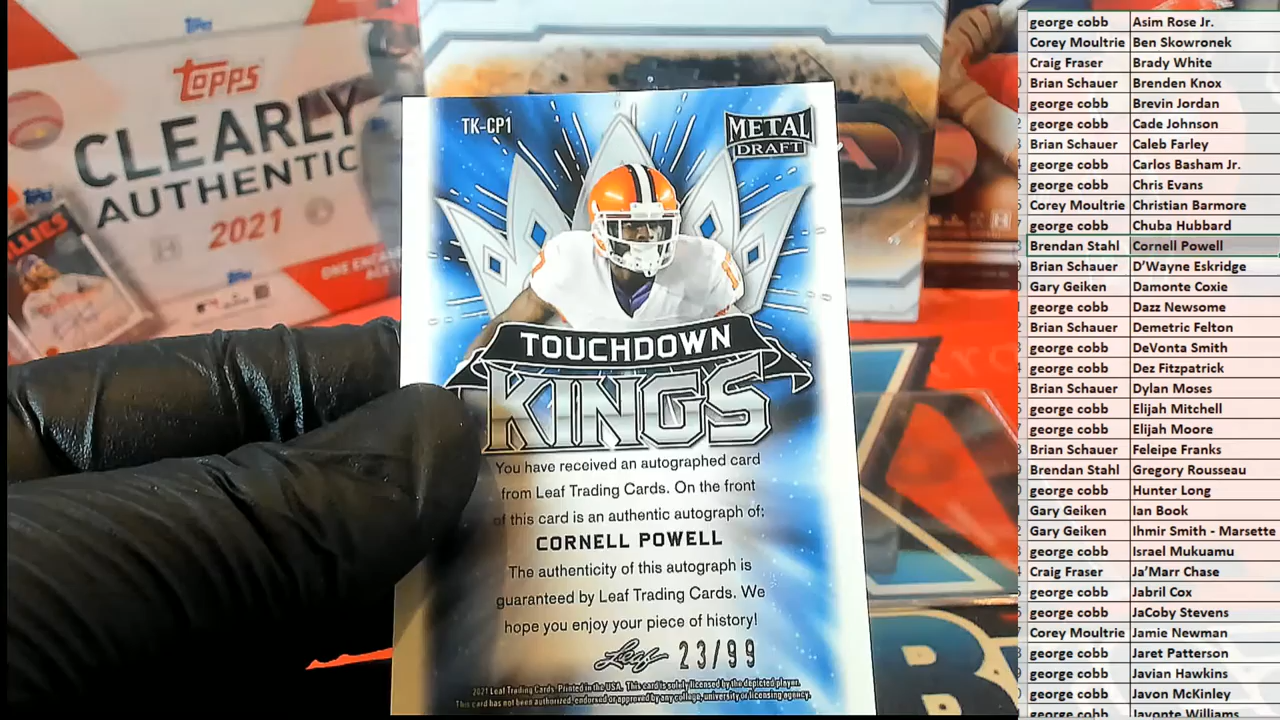 Topps
CLEARLY
AUTHENTIC
2021
TK-CP1
METAL
DRAFT
TOUCHDOWN
KINGS
You have received an autographed card
from Leaf Trading Cards. On the front
of this card is an authentic autograph of:
CORNELL POWELL
The authenticity of this autograph is
guaranteed by Leaf Trading Cards. We
hope you enjoy your piece of history!
Leaf 23/99
2021 Leaf Trading Cards. Printed in the USA. This card is solely licensed by the depicted player.
This card has not been authorized, endorsed or approved by any college, university or licensing agency.
george cobb Asim Rose Jr.
Corey Moultrie Ben Skowronek
Craig Fraser Brady White
Brian Schauer Brenden Knox
george cobb Brevin Jordan
george cobb Cade Johnson
Brian Schauer Caleb Farley
george cobb Carlos Basham Jr.
george cobb Chris Evans
Corey Moultrie Christian Barmore
george cobb Chuba Hubbard
Brendan Stahl Cornell Powell
Brian Schauer D'Wayne Eskridge
Gary Geiken Damonte Coxie
george cobb Dazz Newsome
Brian Schauer Demetric Felton
george cobb DeVonta Smith
george cobb Dez Fitzpatrick
Brian Schauer Dylan Moses
george cobb Elijah Mitchell
george cobb Elijah Moore
Brian Schauer Feleipe Franks
Brendan Stahl Gregory Rousseau
george cobb Hunter Long
Gary Geiken Ian Book
Gary Geiken Ihmir Smith - Marsette
george cobb Israel Mukuamu
Craig Fraser Ja'Marr Chase
george cobb Jabril Cox
george cobb JaCoby Stevens
Corey Moultrie Jamie Newman
george cobb Jaret Patterson
george cobb Javian Hawkins
george cobb Javon McKinley
Javonte Williams